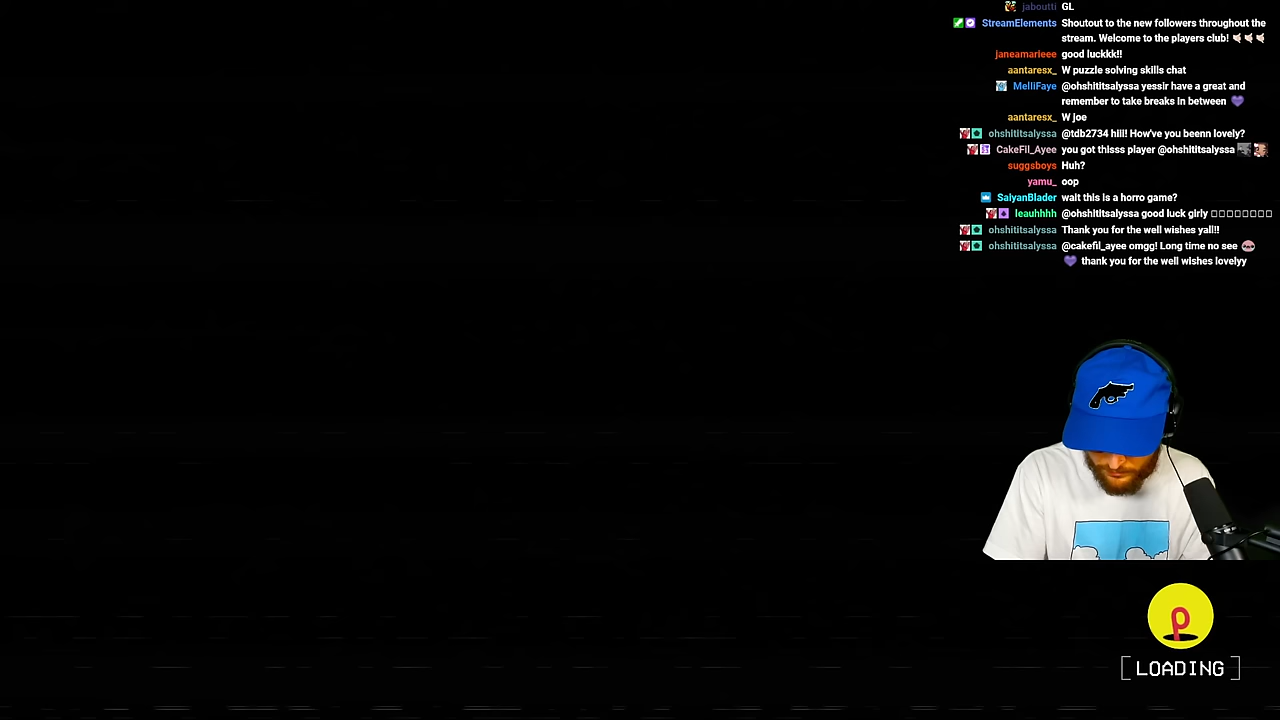 jaboutti GL
StreamElements Shoutout to the new followers throughout the
stream. Welcome to the players club!
janeamarieee good luckkk!!
aantaresx_ W puzzle solving skills chat
MelliFaye @ohshititsalyssa yessir have a great and
remember to take breaks in between
aantaresx_ W joe
ohshititsalyssa @tdb2734 hiii! How've you beenn lovely?
CakeFil_Ayee you got thisss player @ohshititsalyssa
suggsboys Huh?
yamu_ oop
SaiyanBlader wait this is a horro game?
leauhhhh @ohshititsalyssa good luck girly
ohshititsalyssa Thank you for the well wishes yall!!
ohshititsalyssa @cakefil_ayee omgg! Long time no see
thank you for the well wishes lovelyy
p
[LOADING]